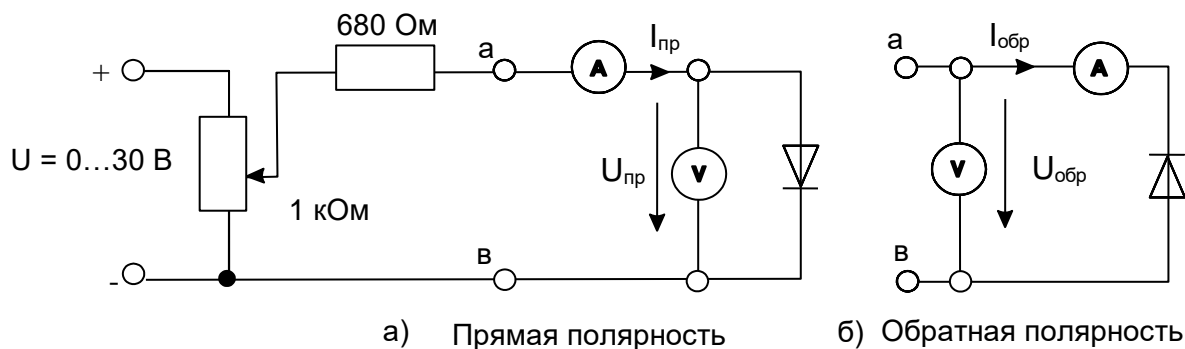 680 Ом
a
A
Iпр
+
U = 0...30 В
1 кОм
Uпр
V
-
в
а) Прямая полярность
a
Iобр
A
V
Uобр
в
б) Обратная полярность